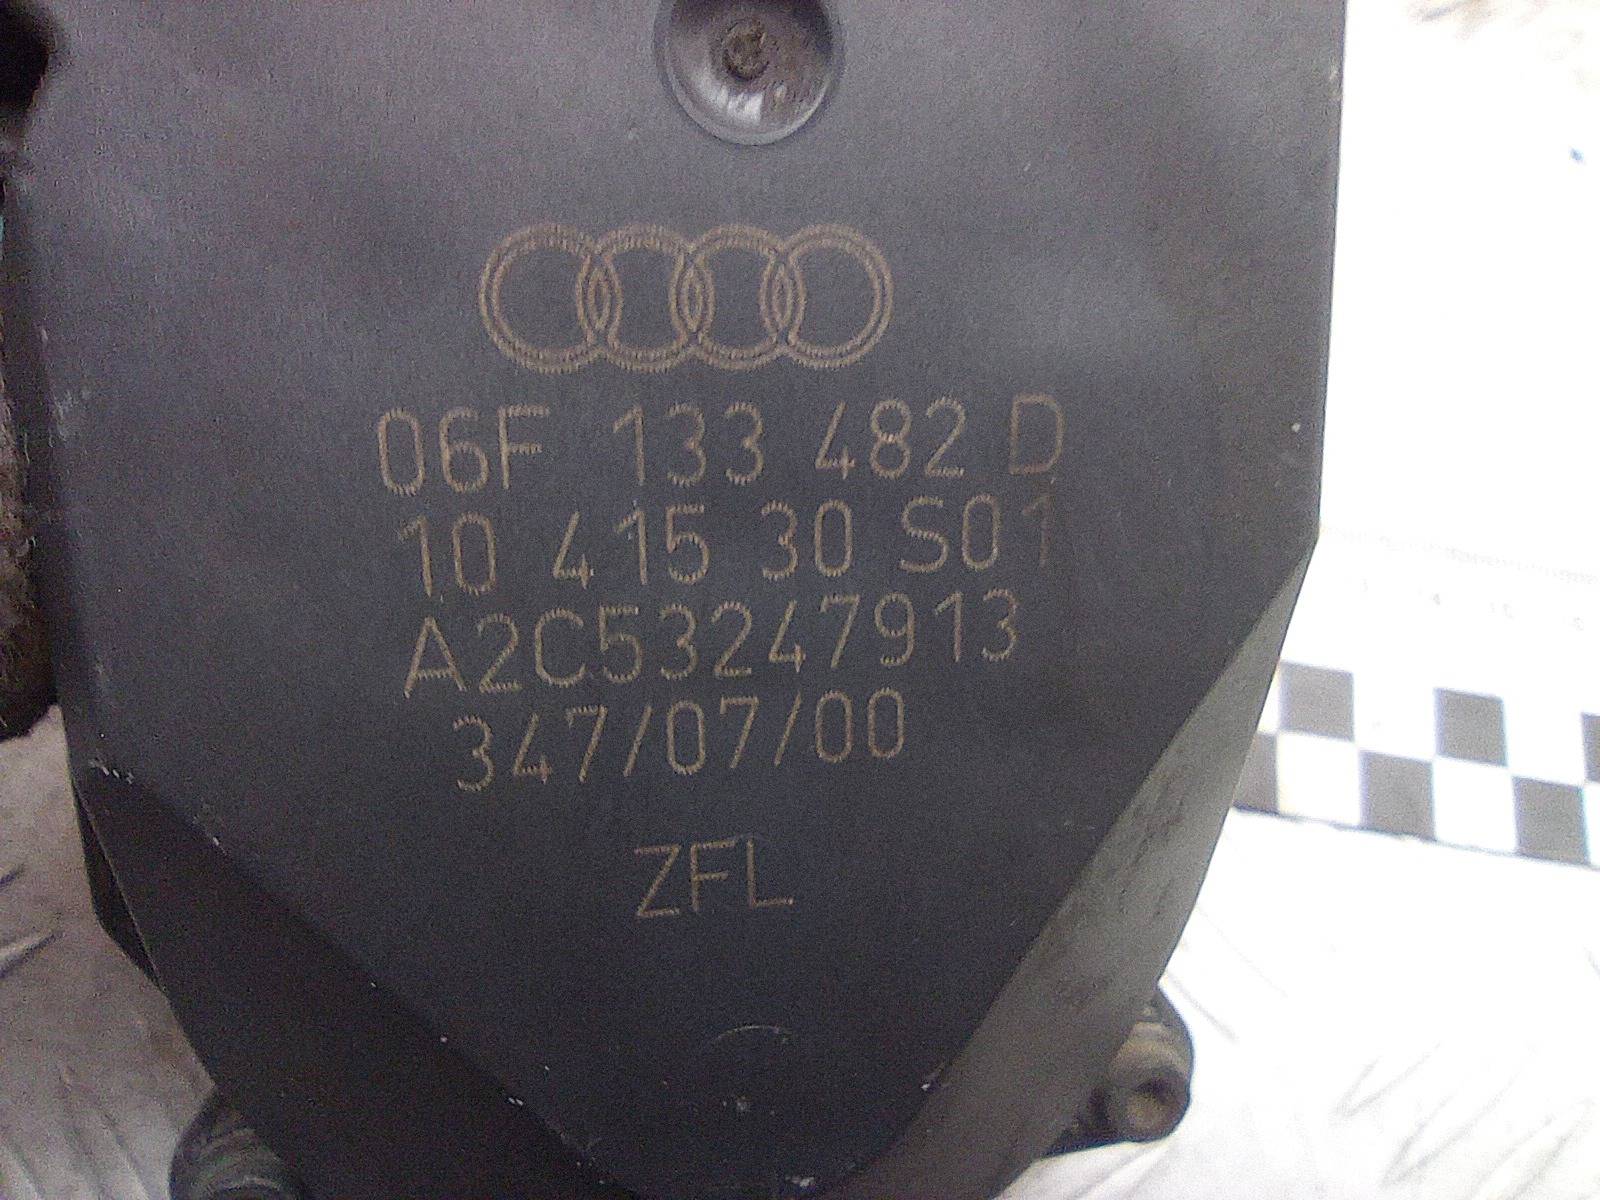 06F 133 482 D
10 415 30 S01
A2C53247913
347/07/00
ZFL